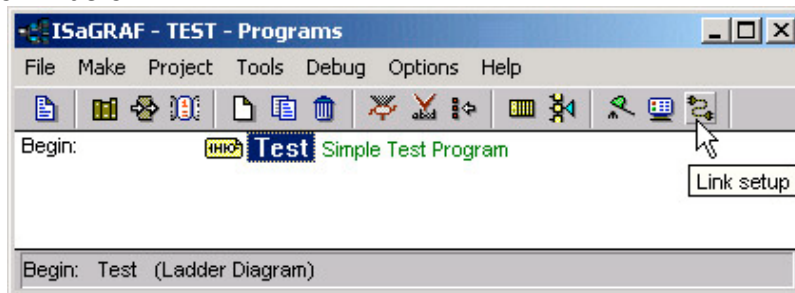 ISaGRAF - TEST - Programs
File Make Project Tools Debug Options Help
Begin: Test Simple Test Program
Link setup
Begin: Test (Ladder Diagram)